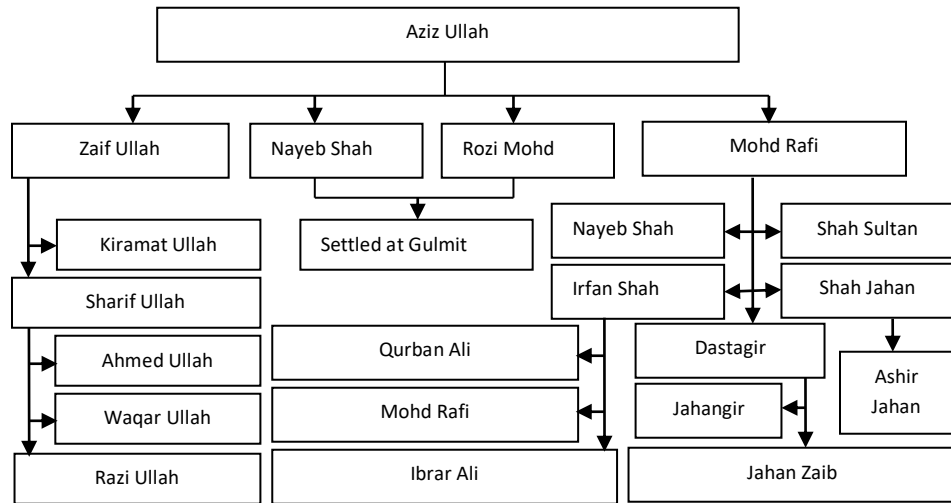 Aziz Ullah
Zaif Ullah
Nayeb Shah
Rozi Mohd
Mohd Rafi
Nayeb Shah
Shah Sultan
Kiramat Ullah
Settled at Gulmit
Irfan Shah
Shah Jahan
Sharif Ullah
Qurban Ali
Dastagir
Ahmed Ullah
Ashir
Jahan
Mohd Rafi
Jahangir
Waqar Ullah
Razi Ullah
Ibrar Ali
Jahan Zaib